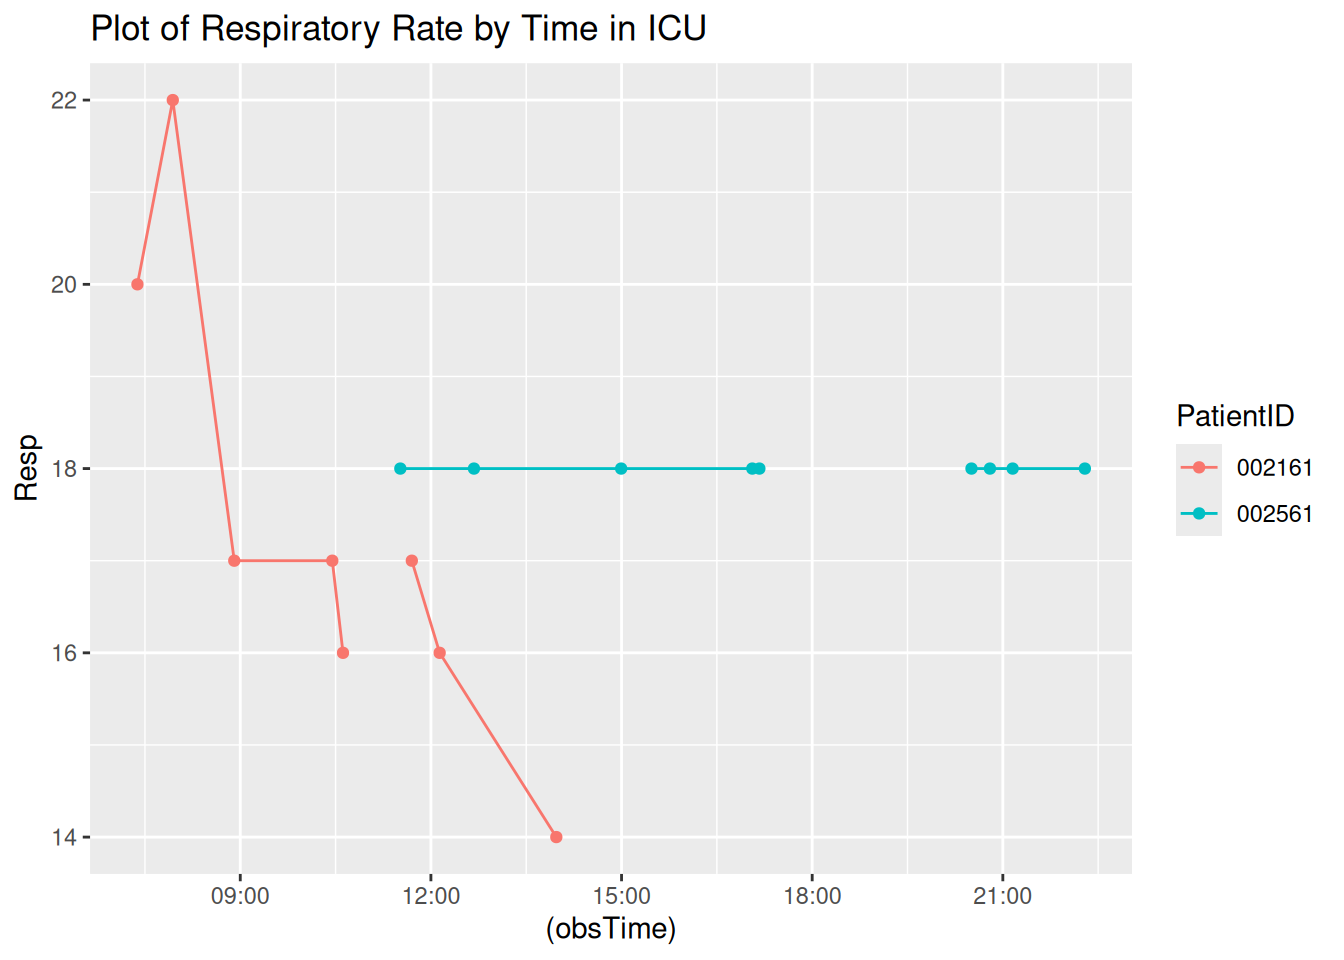 Plot of Respiratory Rate by Time in ICU
22
20
18
16
14
Resp
09:00 12:00 15:00 18:00 21:00
(obsTime)
PatientID
002161
002561